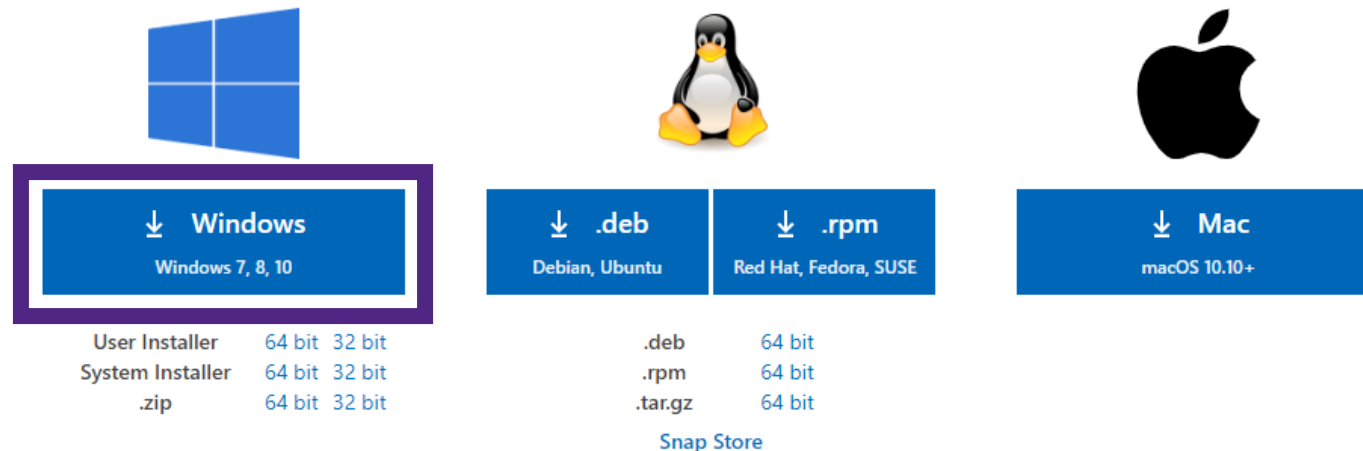 Windows
Windows 7, 8, 10
User Installer 64 bit 32 bit
System Installer 64 bit 32 bit
.zip 64 bit 32 bit
.deb
Debian, Ubuntu
.rpm
Red Hat, Fedora, SUSE
.deb 64 bit
.rpm 64 bit
.tar.gz 64 bit
Snap Store
Mac
macOS 10.10+